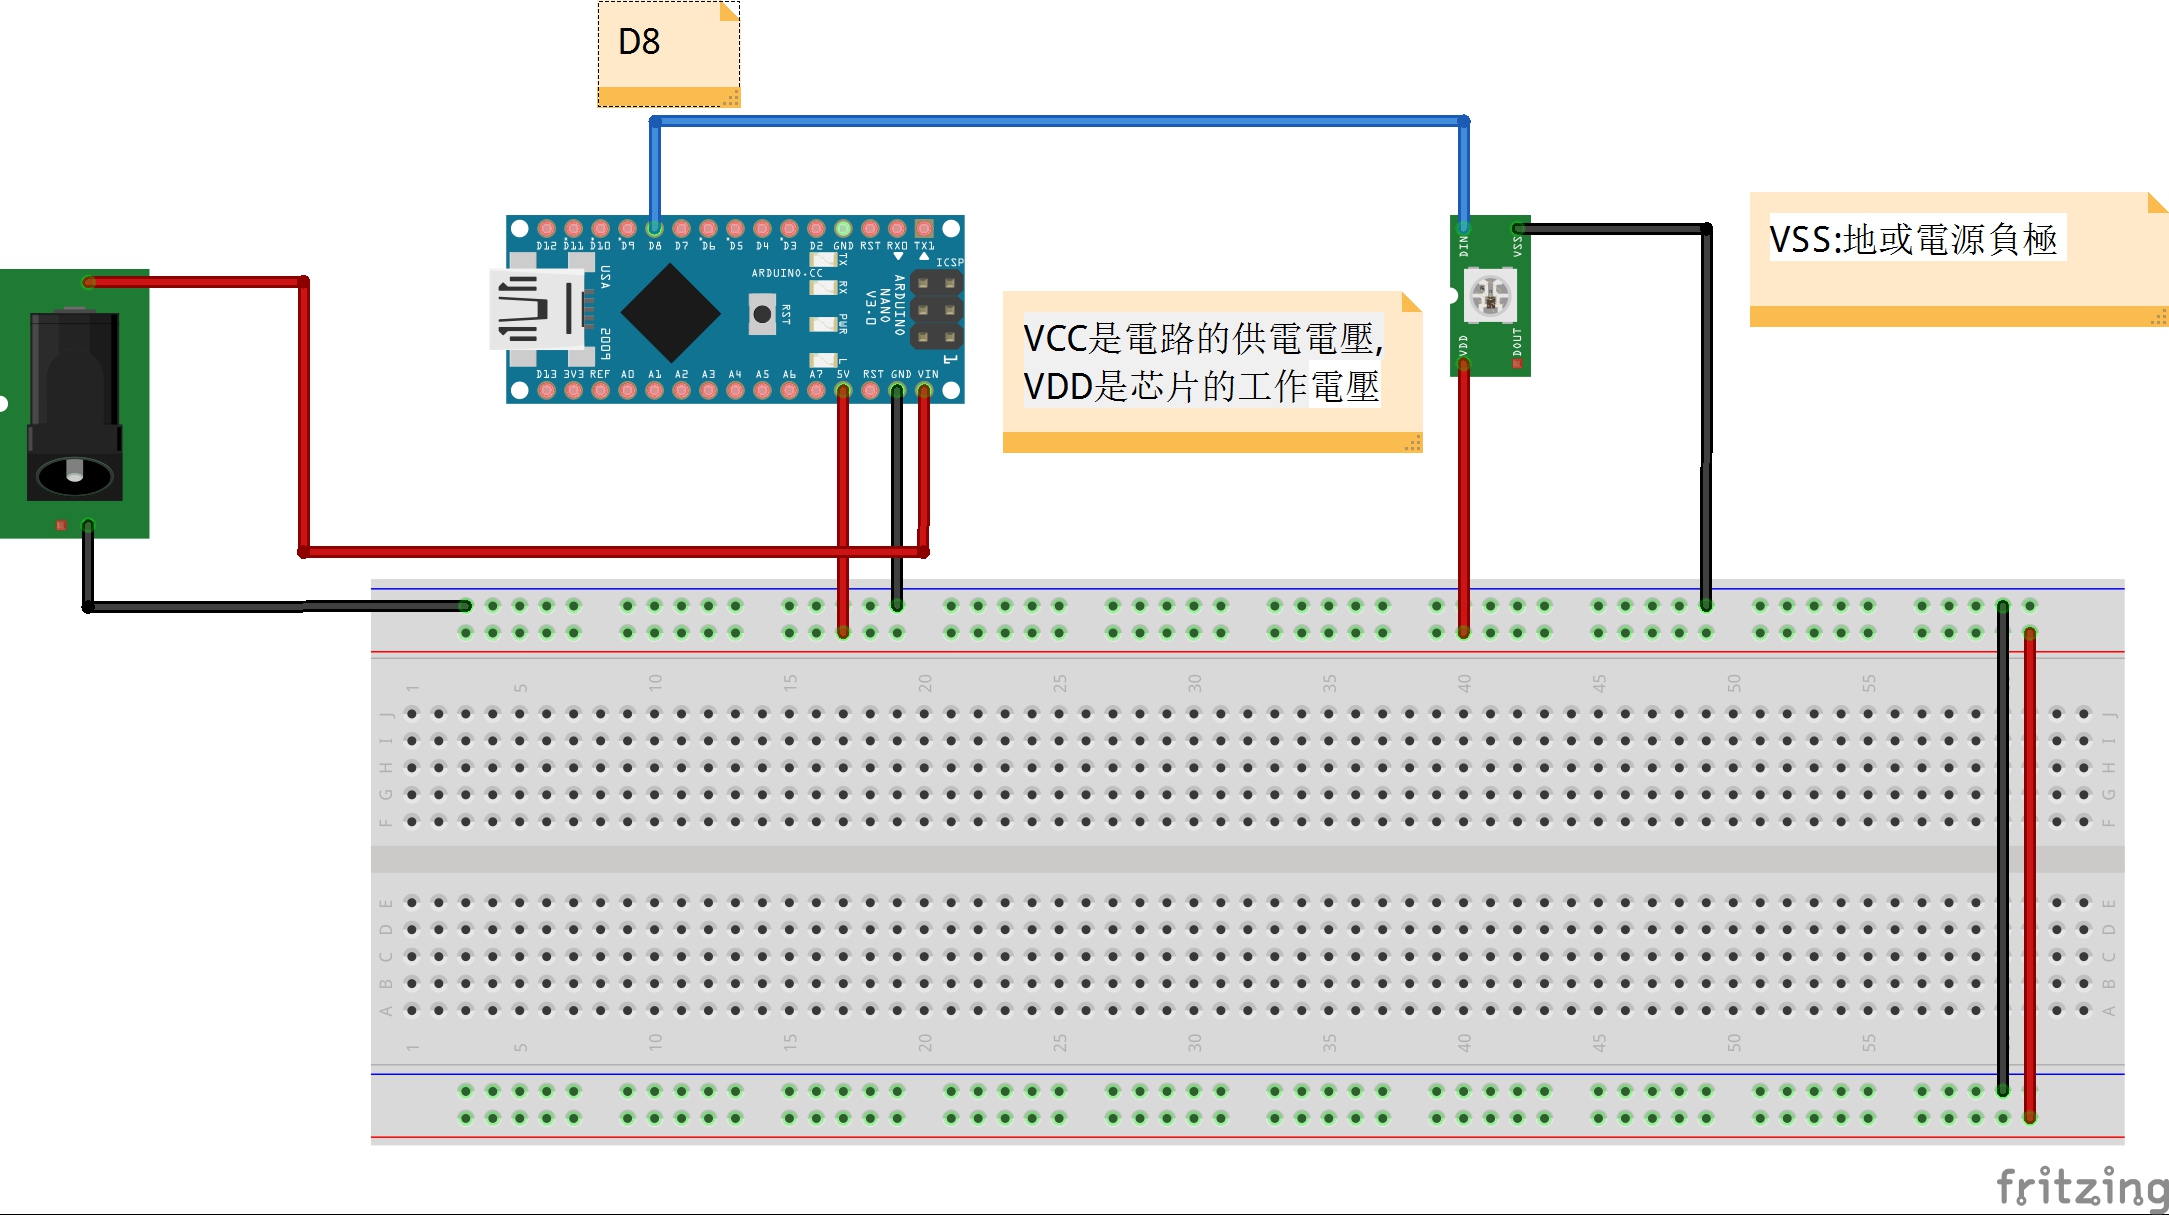 D8
D12 D11 D10 D9 D8 D7 D6 D5 D4 D3 D2 GND RST RX0 TX1
TX
RX
PWR
L
USA
2009
ARDUINO.CC
RST
ARDUINO
NANO
V3.0
ICSP
1
D13 3V3 REF A0 A1 A2 A3 A4 A5 A6 A7 5V RST GND VIN
VCC是電路的供電電壓,
VDD是芯片的工作電壓
DIN VSS
VDD DOUT
VSS:地或電源負極
1 5 10 15 20 25 30 35 40 45 50 55
J J
I I
H H
G G
F F
E E
D D
C C
B B
A A
1 5 10 15 20 25 30 35 40 45 50 55
fritzing